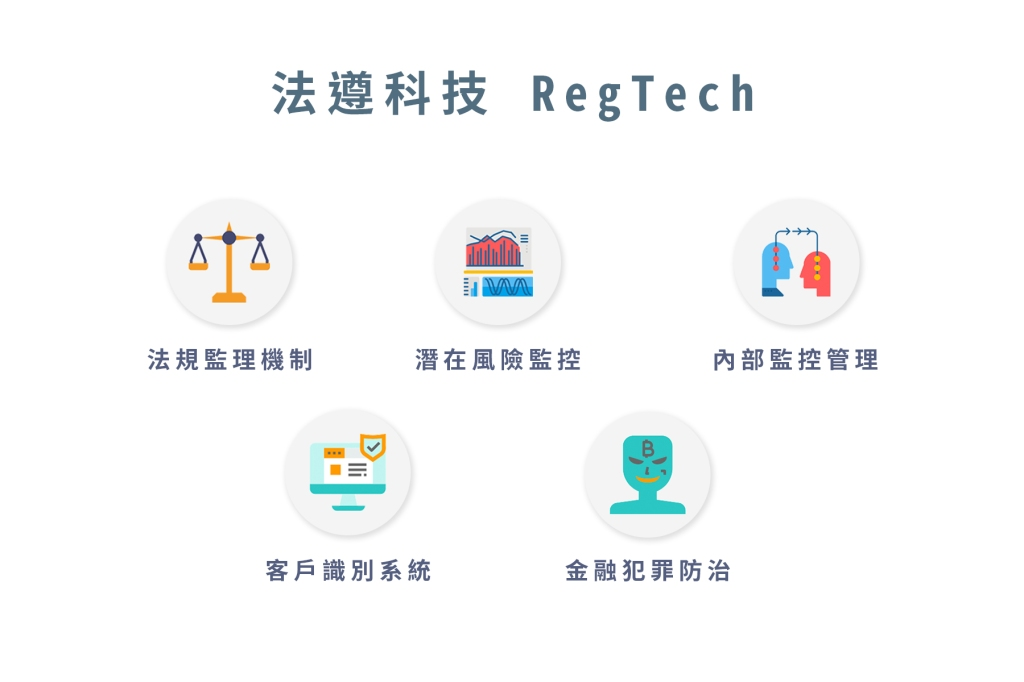 法遵科技 RegTech
法規監理機制
潛在風險監控
內部監控管理
客戶識別系統
金融犯罪防治